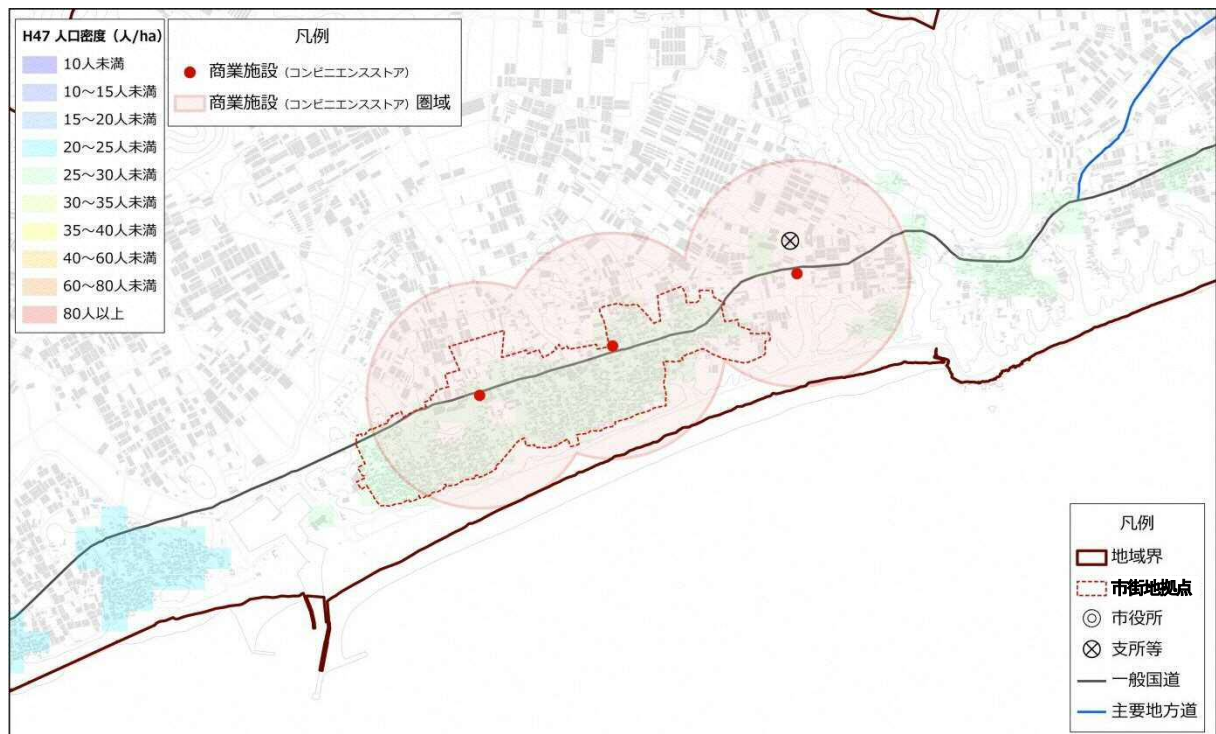 H47 人口密度（人/ha）
10人未満
10～15人未満
15～20人未満
20～25人未満
25～30人未満
30～35人未満
35～40人未満
40～60人未満
60～80人未満
80人以上
凡例
商業施設（コンビニエンスストア）
商業施設（コンビニエンスストア）圏域
凡例
地域界
市街地拠点
市役所
支所等
一般国道
主要地方道